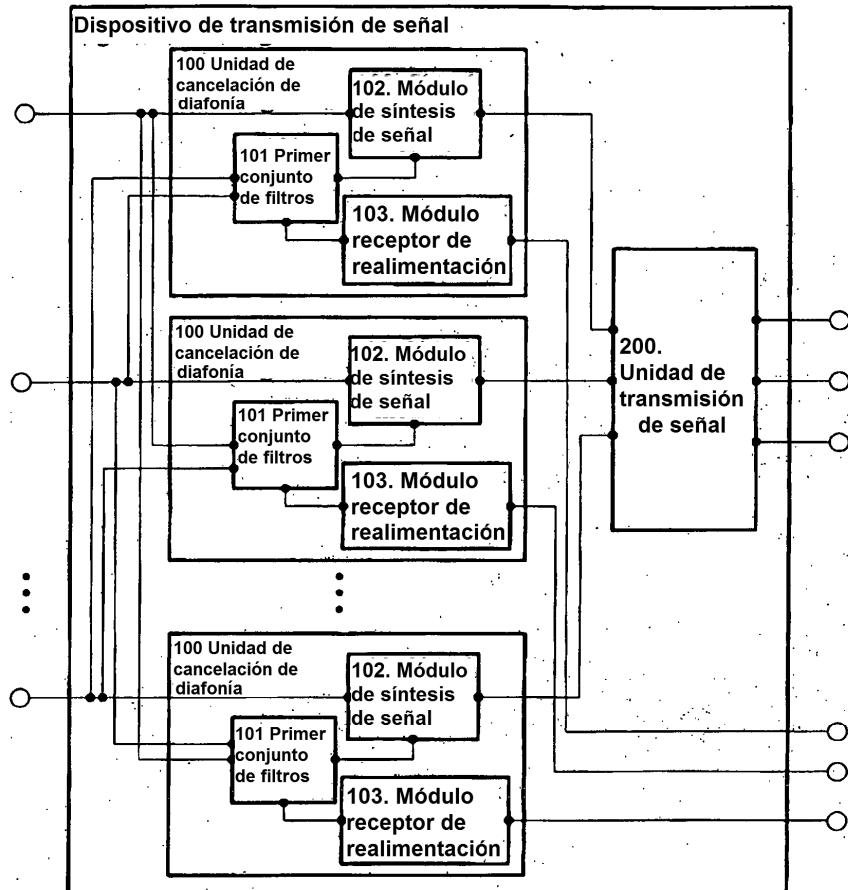 Dispositivo de transmisión de señal
100 Unidad de
cancelación de
diafonía
102. Módulo
de síntesis
de señal
101 Primer
conjunto
de filtros
103. Módulo
receptor de
realimentación
100 Unidad de
cancelación de
diafonía
102. Módulo
de síntesis
de señal
101 Primer
conjunto
de filtros
103. Módulo
receptor de
realimentación
200.
Unidad de
transmisión
de señal
100 Unidad de
cancelación de
diafonía
102. Módulo
de síntesis
de señal
101 Primer
conjunto
de filtros
103. Módulo
receptor de
realimentación